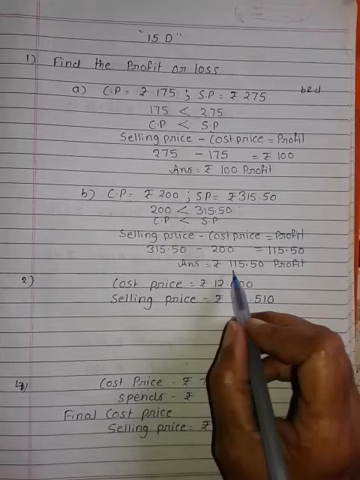 "15 D"
1) Find the Profit or loss
a) C.P = ₹ 175 ; S.P = ₹ 275
175 < 275
C.P < S.P
Selling price - Cost price = Profit
275 - 175 = ₹ 100
Ans = ₹ 100 Profit
b) C.P = ₹ 200 ; S.P = ₹ 315.50
200 < 315.50
C.P < S.P
Selling price - Cost price = Profit
315.50 - 200 = 115.50
Ans = ₹ 115.50 Profit
2) Cost price = ₹ 12.
Selling price = ₹ .510
4) Cost Price = ₹
spends = ₹
Final Cost price
Selling price = ₹